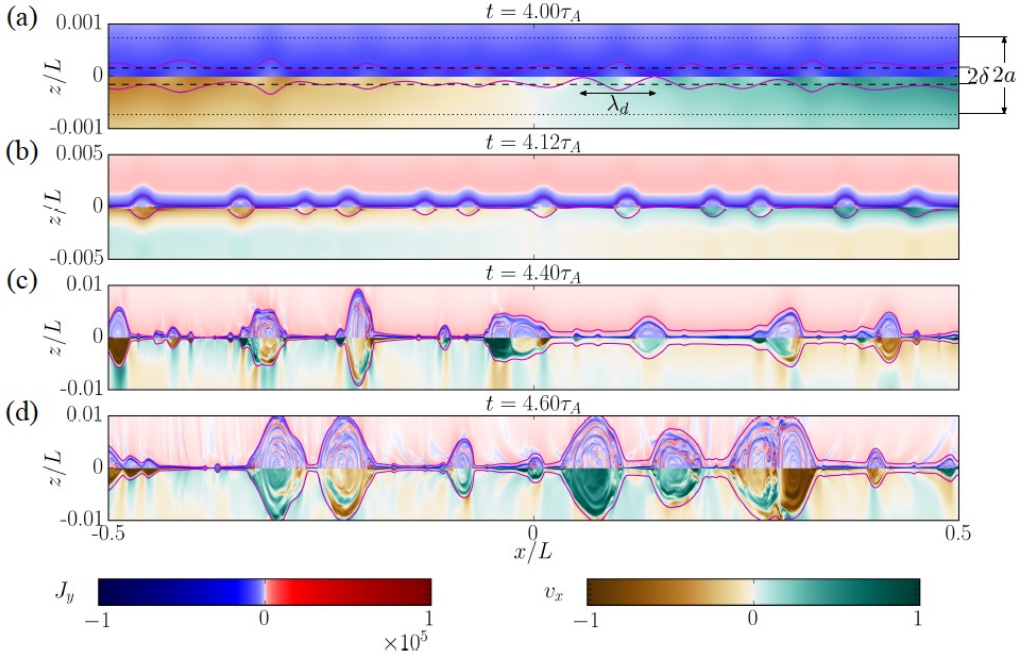 (a)
t = 4.00τ_A
0.001
0
-0.001
z/L
λ_d
2δ 2a
(b)
t = 4.12τ_A
0.005
0
-0.005
z/L
(c)
t = 4.40τ_A
0.01
0
-0.01
z/L
(d)
t = 4.60τ_A
0.01
0
-0.01
z/L
-0.5 0 0.5
x/L
J_y
−1 0 1
×10^5
v_x
−1 0 1